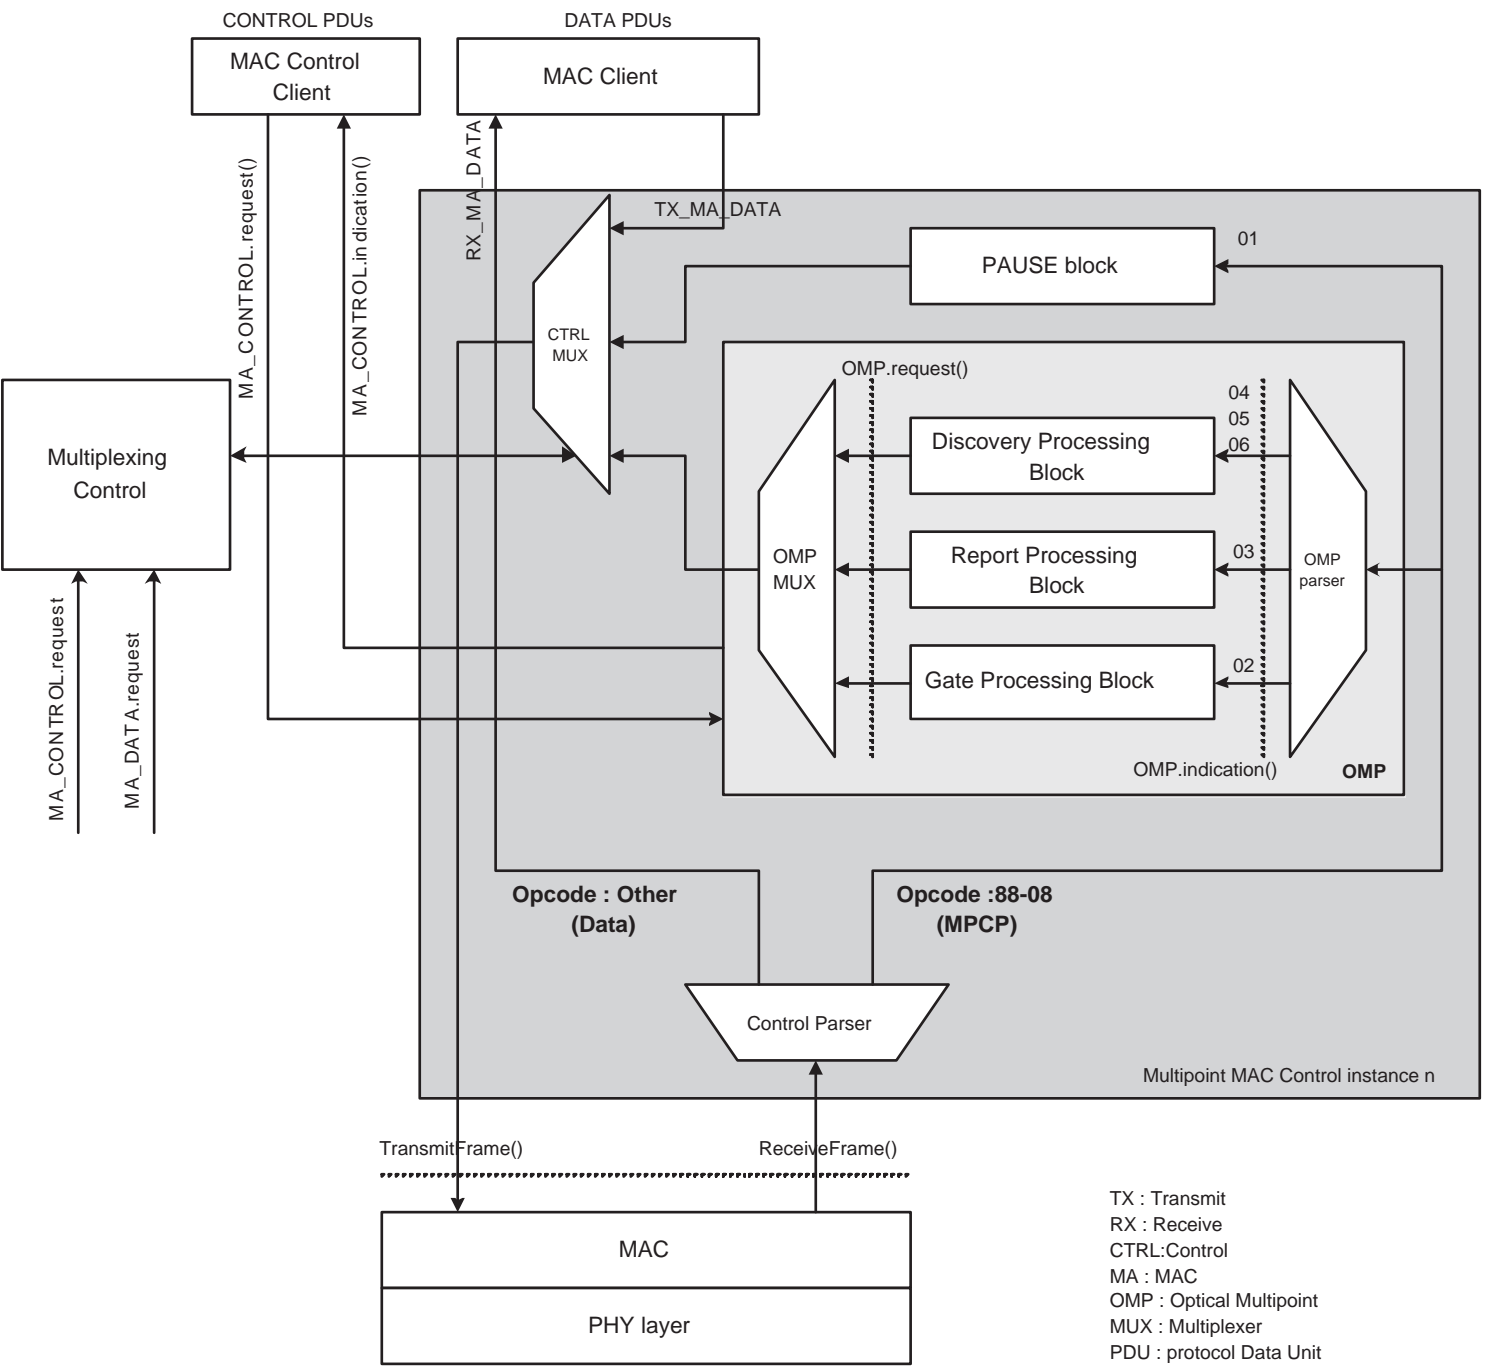 CONTROL PDUs
DATA PDUs
MAC Control
Client
MAC Client
MA_CONTROL.request()
MA_CONTROL.indication()
RX_MA_DATA
TX_MA_DATA
PAUSE block
01
CTRL
MUX
Multiplexing
Control
MA_CONTROL.request
MA_DATA.request
OMP.request()
04
05
06
Discovery Processing
Block
OMP
MUX
Report Processing
Block
03
OMP
parser
Gate Processing Block
02
OMP.indication()
OMP
Opcode : Other
(Data)
Opcode :88-08
(MPCP)
Control Parser
Multipoint MAC Control instance n
TransmitFrame()
ReceiveFrame()
MAC
PHY layer
TX : Transmit
RX : Receive
CTRL:Control
MA : MAC
OMP : Optical Multipoint
MUX : Multiplexer
PDU : protocol Data Unit